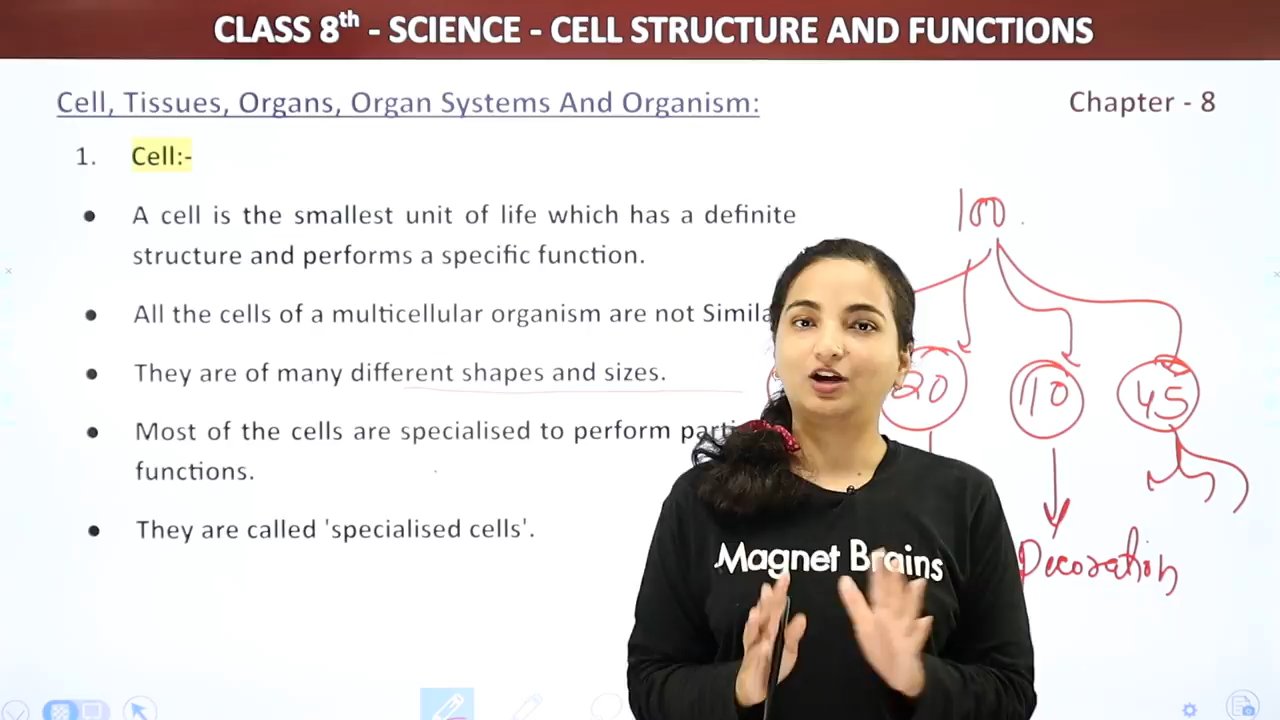 CLASS 8th - SCIENCE - CELL STRUCTURE AND FUNCTIONS
Cell, Tissues, Organs, Organ Systems And Organism:
Chapter - 8
1. Cell:-
• A cell is the smallest unit of life which has a definite
structure and performs a specific function.
• All the cells of a multicellular organism are not Simila
• They are of many different shapes and sizes.
• Most of the cells are specialised to perform
functions.
• They are called 'specialised cells'.
100
20
110
45
Decoration
Magnet Brains